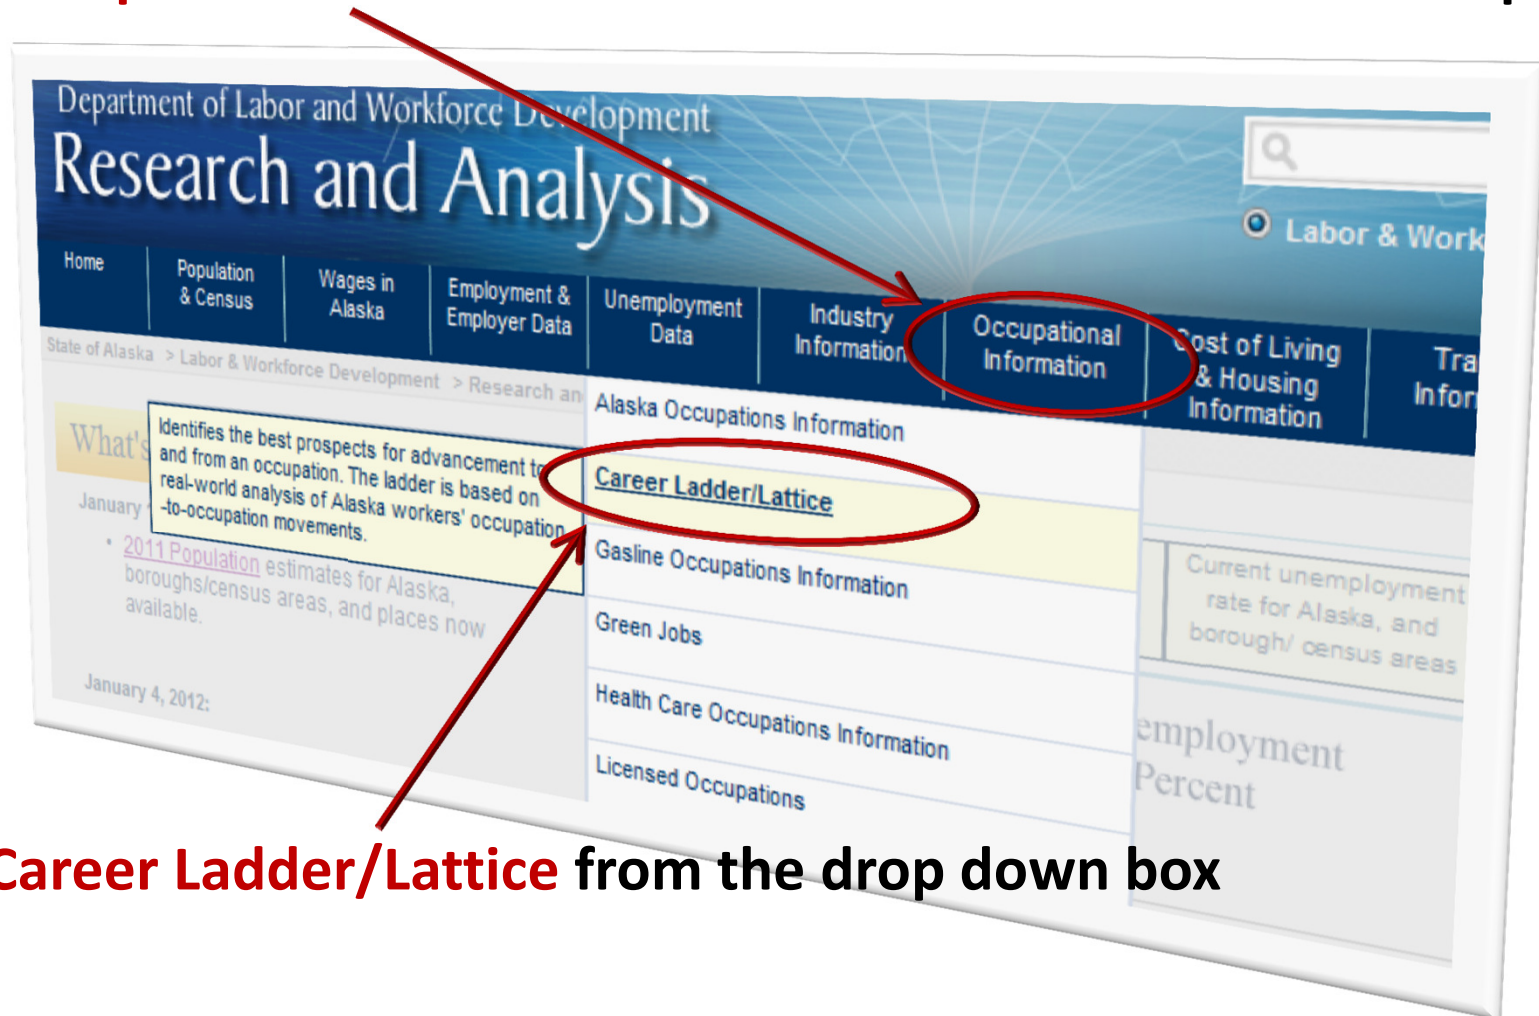 Department of Labor and Workforce Development
Research and Analysis
Labor & Work
Home
Population
& Census
Wages in
Alaska
Employment &
Employer Data
Unemployment
Data
Industry
Information
Occupational
Information
Cost of Living
& Housing
Information
Tra
Infor
State of Alaska > Labor & Workforce Development > Research an
What's
Identifies the best prospects for advancement to
and from an occupation. The ladder is based on
real-world analysis of Alaska workers' occupation
-to-occupation movements.
January
• 2011 Population estimates for Alaska,
boroughs/census areas, and places now
available.
January 4, 2012:
Alaska Occupations Information
Career Ladder/Lattice
Gasline Occupations Information
Green Jobs
Health Care Occupations Information
Licensed Occupations
Current unemployment
rate for Alaska, and
borough/ census areas
employment
Percent
Career Ladder/Lattice from the drop down box